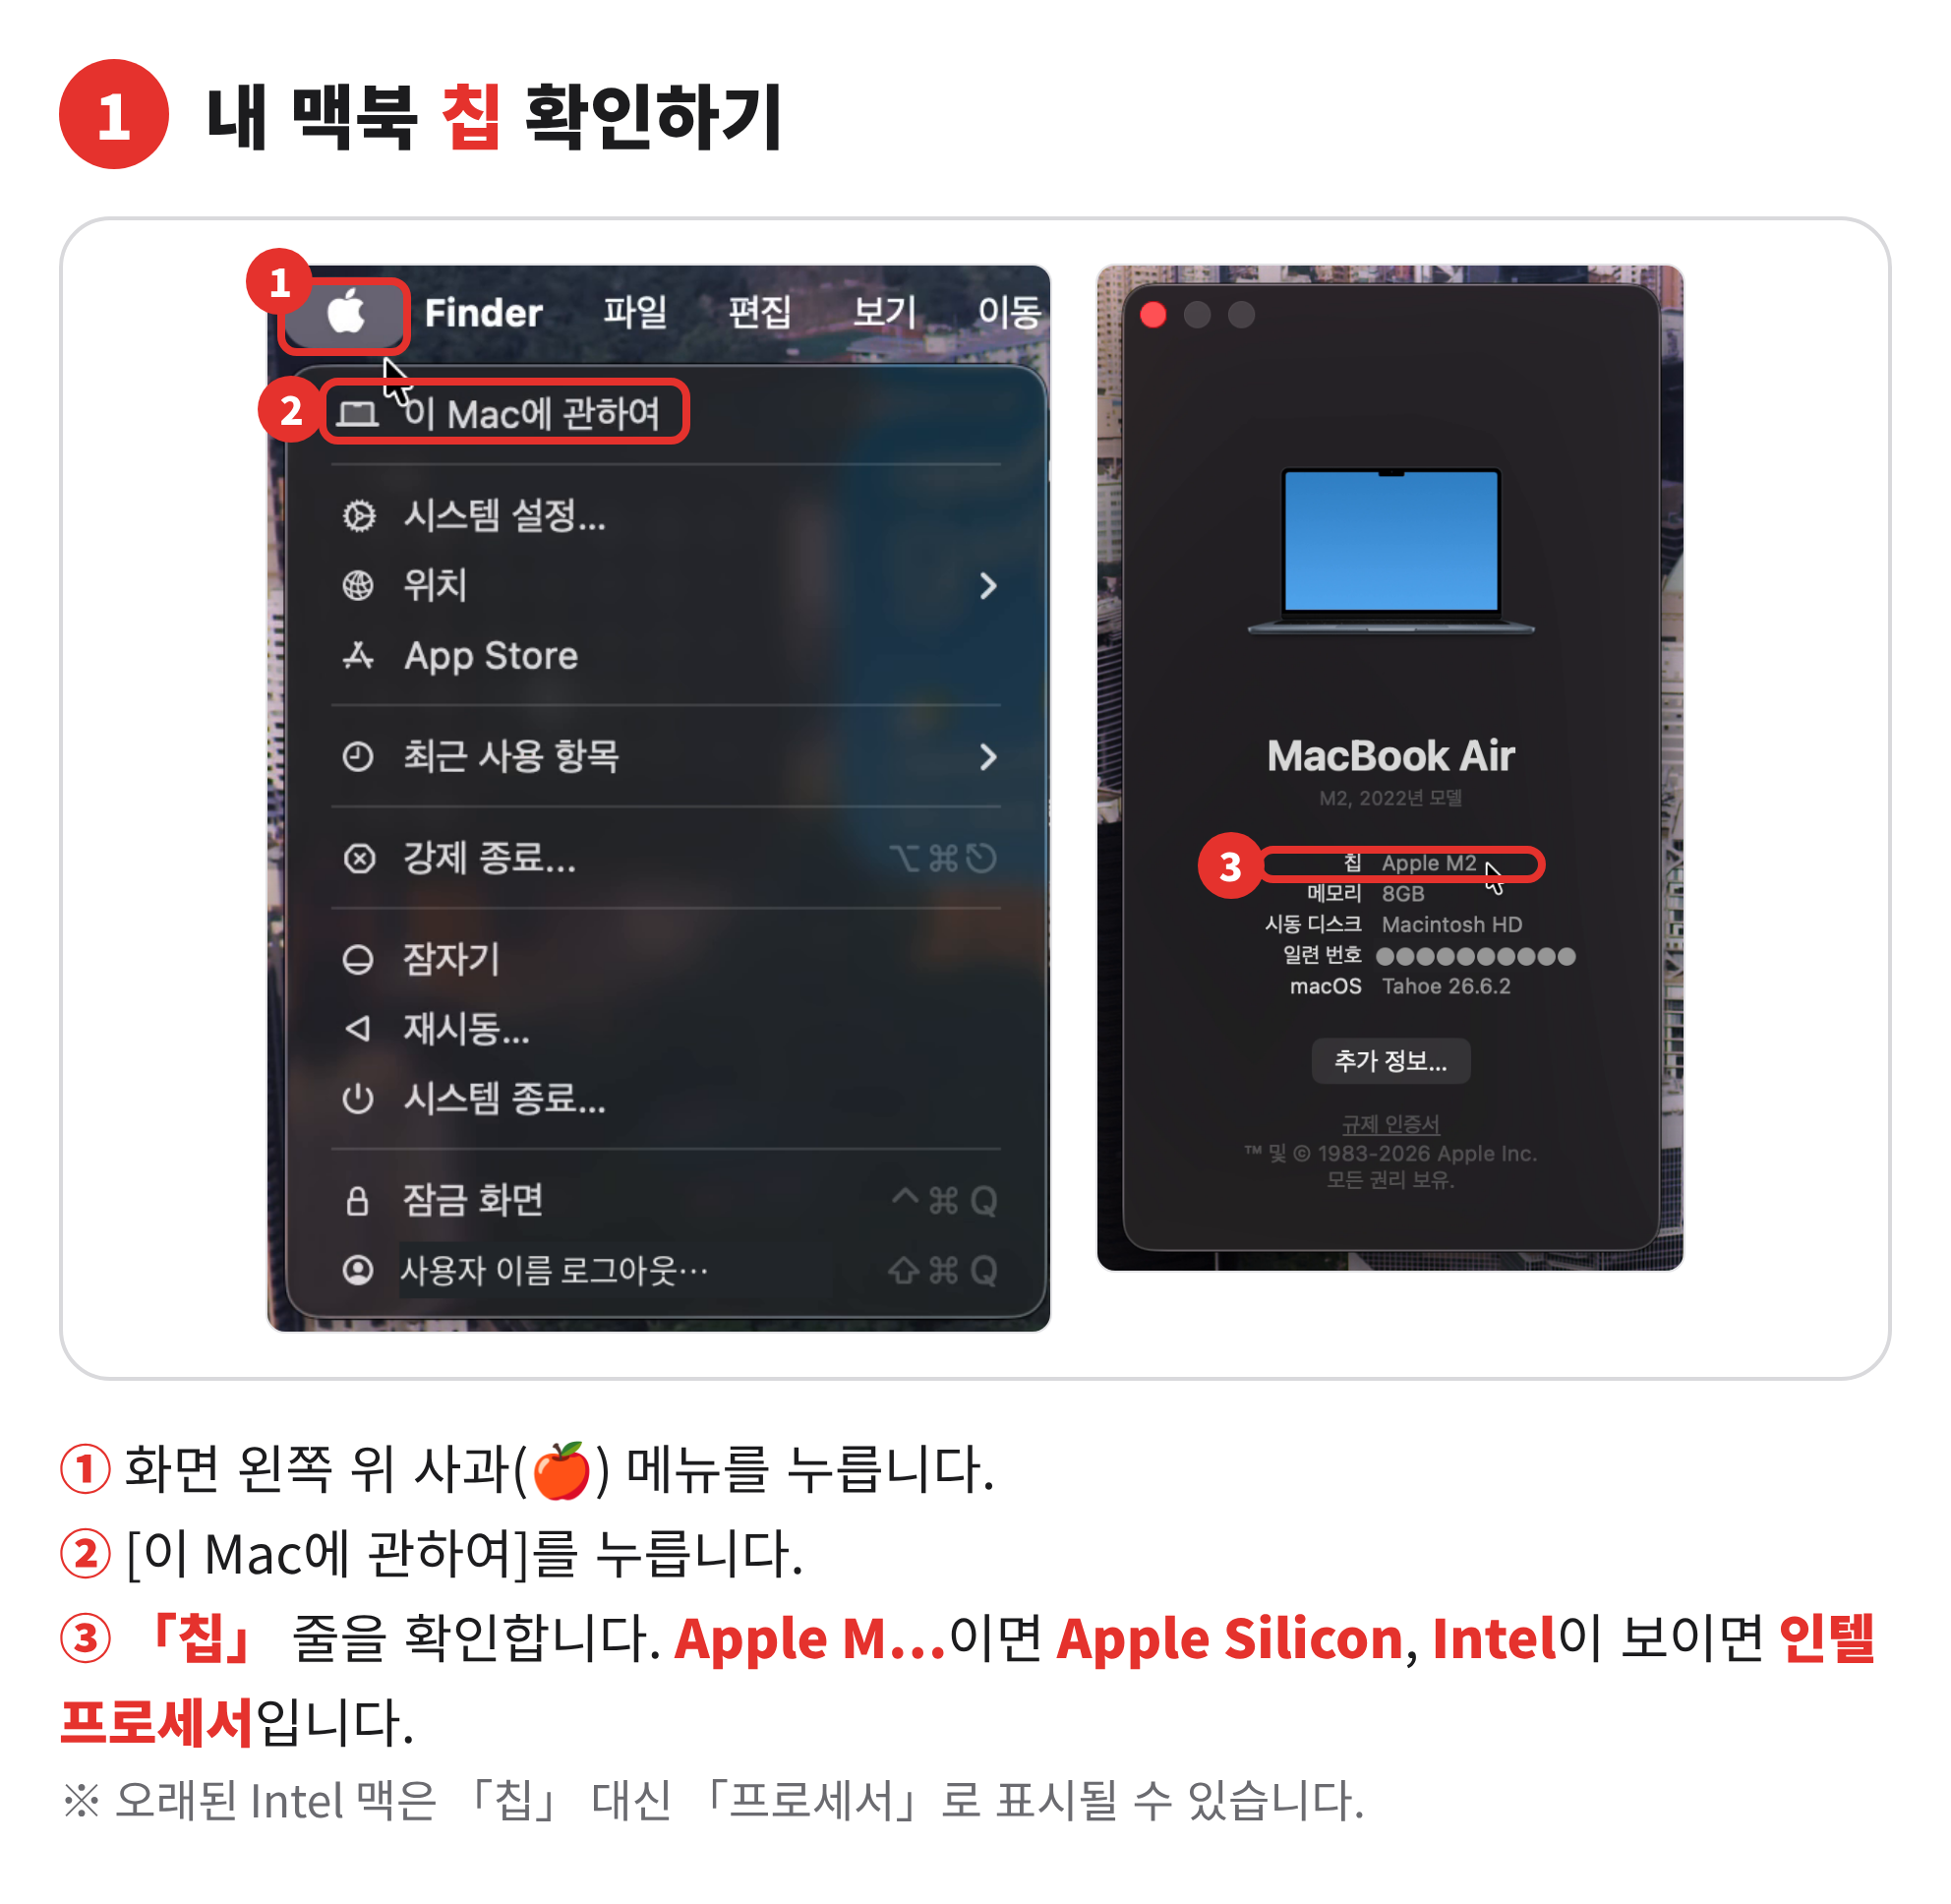 1 내 맥북 칩 확인하기
1
Finder 파일 편집 보기 이동
2 이 Mac에 관하여
시스템 설정...
위치
App Store
최근 사용 항목
강제 종료... ⌥⌘⎋
잠자기
재시동...
시스템 종료...
잠금 화면 ^⌘Q
사용자 이름 로그아웃… ⇧⌘Q
MacBook Air
M2, 2022년 모델
3 칩 Apple M2
메모리 8GB
시동 디스크 Macintosh HD
일련 번호 ●●●●●●●●●●
macOS Tahoe 26.6.2
추가 정보...
규제 인증서
™ 및 © 1983-2026 Apple Inc.
모든 권리 보유.
① 화면 왼쪽 위 사과(🍎) 메뉴를 누릅니다.
② [이 Mac에 관하여]를 누릅니다.
③ 「칩」 줄을 확인합니다. Apple M...이면 Apple Silicon, Intel이 보이면 인텔
프로세서입니다.
※ 오래된 Intel 맥은 「칩」 대신 「프로세서」로 표시될 수 있습니다.